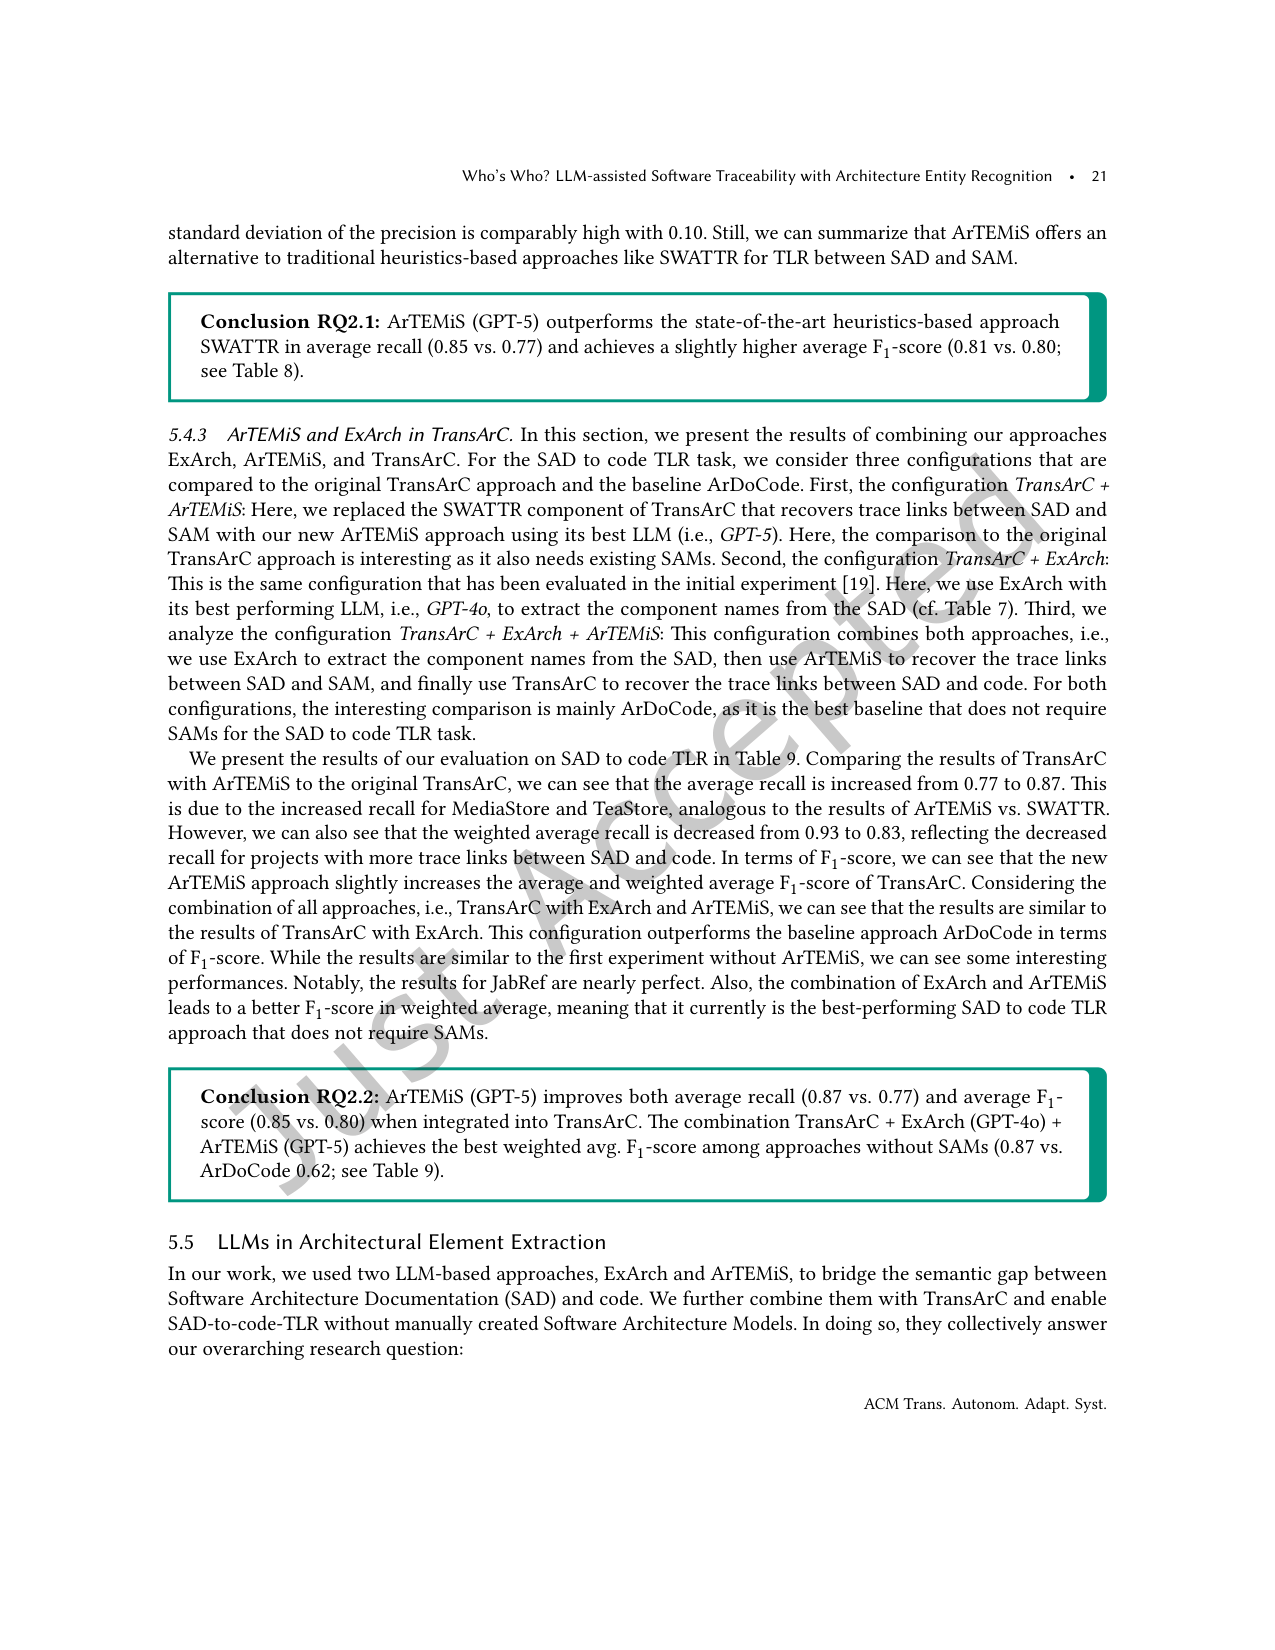 Who's Who? LLM-assisted Software Traceability with Architecture Entity Recognition • 21
standard deviation of the precision is comparably high with 0.10. Still, we can summarize that ArTEMiS offers an
alternative to traditional heuristics-based approaches like SWATTR for TLR between SAD and SAM.
Conclusion RQ2.1: ArTEMiS (GPT-5) outperforms the state-of-the-art heuristics-based approach
SWATTR in average recall (0.85 vs. 0.77) and achieves a slightly higher average F1-score (0.81 vs. 0.80;
see Table 8).
5.4.3 ArTEMiS and ExArch in TransArC. In this section, we present the results of combining our approaches
ExArch, ArTEMiS, and TransArC. For the SAD to code TLR task, we consider three configurations that are
compared to the original TransArC approach and the baseline ArDoCode. First, the configuration TransArC +
ArTEMiS: Here, we replaced the SWATTR component of TransArC that recovers trace links between SAD and
SAM with our new ArTEMiS approach using its best LLM (i.e., GPT-5). Here, the comparison to the original
TransArC approach is interesting as it also needs existing SAMs. Second, the configuration TransArC + ExArch:
This is the same configuration that has been evaluated in the initial experiment [19]. Here, we use ExArch with
its best performing LLM, i.e., GPT-4o, to extract the component names from the SAD (cf. Table 7). Third, we
analyze the configuration TransArC + ExArch + ArTEMiS: This configuration combines both approaches, i.e.,
we use ExArch to extract the component names from the SAD, then use ArTEMiS to recover the trace links
between SAD and SAM, and finally use TransArC to recover the trace links between SAD and code. For both
configurations, the interesting comparison is mainly ArDoCode, as it is the best baseline that does not require
SAMs for the SAD to code TLR task.
We present the results of our evaluation on SAD to code TLR in Table 9. Comparing the results of TransArC
with ArTEMiS to the original TransArC, we can see that the average recall is increased from 0.77 to 0.87. This
is due to the increased recall for MediaStore and TeaStore, analogous to the results of ArTEMiS vs. SWATTR.
However, we can also see that the weighted average recall is decreased from 0.93 to 0.83, reflecting the decreased
recall for projects with more trace links between SAD and code. In terms of F1-score, we can see that the new
ArTEMiS approach slightly increases the average and weighted average F1-score of TransArC. Considering the
combination of all approaches, i.e., TransArC with ExArch and ArTEMiS, we can see that the results are similar to
the results of TransArC with ExArch. This configuration outperforms the baseline approach ArDoCode in terms
of F1-score. While the results are similar to the first experiment without ArTEMiS, we can see some interesting
performances. Notably, the results for JabRef are nearly perfect. Also, the combination of ExArch and ArTEMiS
leads to a better F1-score in weighted average, meaning that it currently is the best-performing SAD to code TLR
approach that does not require SAMs.
Conclusion RQ2.2: ArTEMiS (GPT-5) improves both average recall (0.87 vs. 0.77) and average F1-
score (0.85 vs. 0.80) when integrated into TransArC. The combination TransArC + ExArch (GPT-4o) +
ArTEMiS (GPT-5) achieves the best weighted avg. F1-score among approaches without SAMs (0.87 vs.
ArDoCode 0.62; see Table 9).
5.5 LLMs in Architectural Element Extraction
In our work, we used two LLM-based approaches, ExArch and ArTEMiS, to bridge the semantic gap between
Software Architecture Documentation (SAD) and code. We further combine them with TransArC and enable
SAD-to-code-TLR without manually created Software Architecture Models. In doing so, they collectively answer
our overarching research question:
ACM Trans. Autonom. Adapt. Syst.
Just Accepted